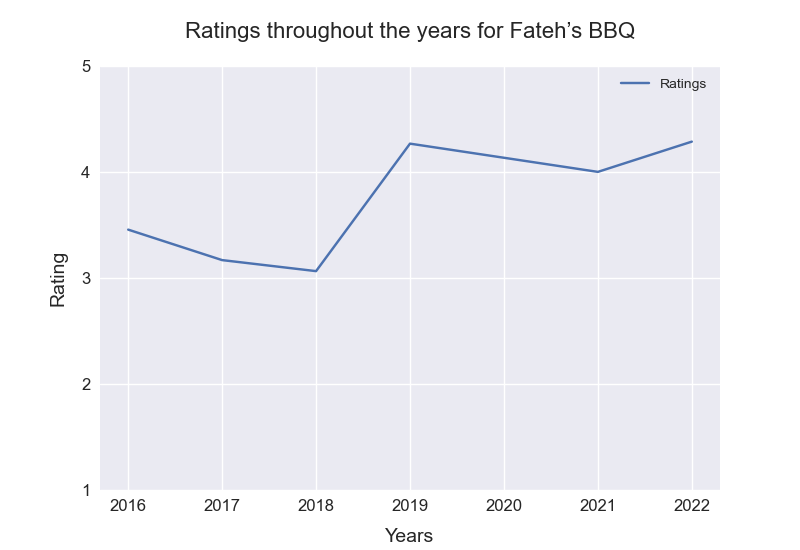 Ratings throughout the years for Fateh’s BBQ
5
Ratings
4
3
Rating
2
1
2016 2017 2018 2019 2020 2021 2022
Years